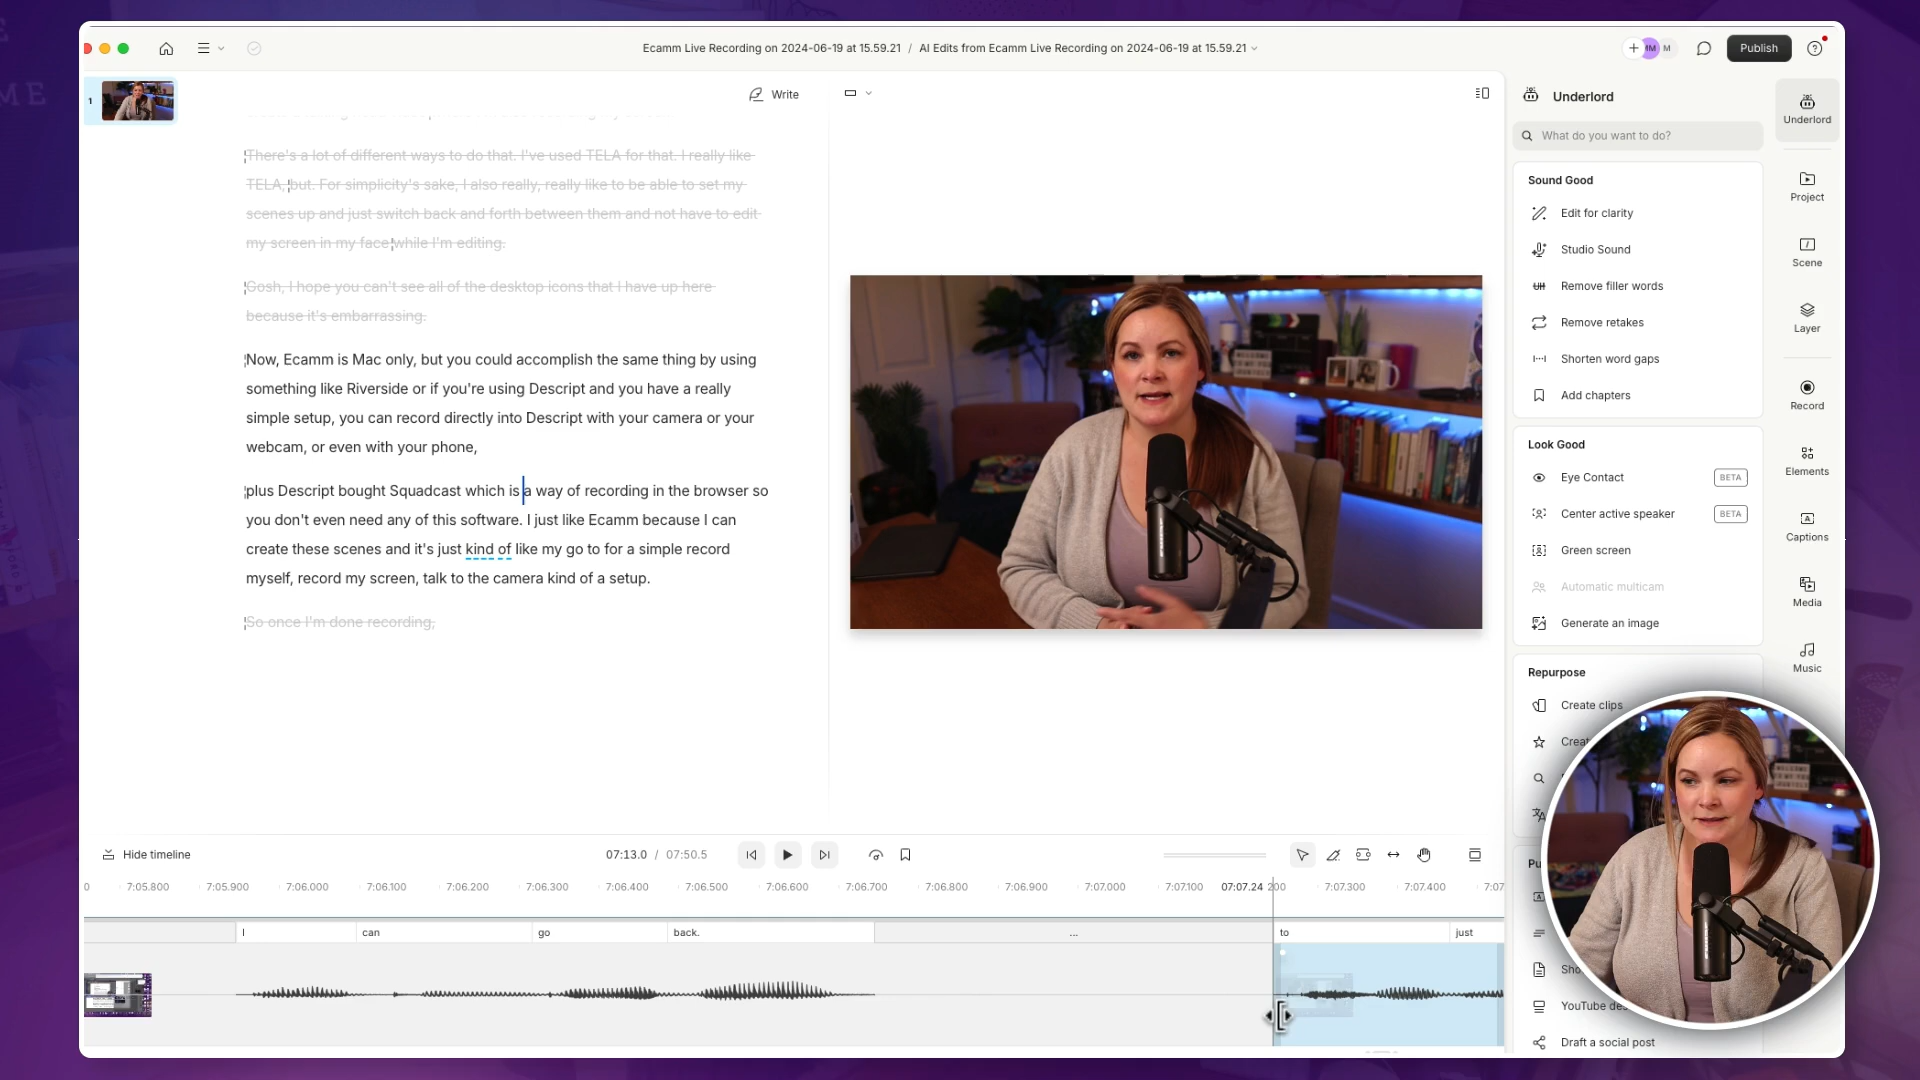 Ecamm Live Recording on 2024-06-19 at 15.59.21 / AI Edits from Ecamm Live Recording on 2024-06-19 at 15.59.21
M
Publish
1
Write
There's a lot of different ways to do that. I've used TELA for that. I really like
TELA, but. For simplicity's sake, I also really, really like to be able to set my
scenes up and just switch back and forth between them and not have to edit
my screen in my face while I'm editing.
Gosh, I hope you can't see all of the desktop icons that I have up here
because it's embarrassing.
Now, Ecamm is Mac only, but you could accomplish the same thing by using
something like Riverside or if you're using Descript and you have a really
simple setup, you can record directly into Descript with your camera or your
webcam, or even with your phone,
plus Descript bought Squadcast which is a way of recording in the browser so
you don't even need any of this software. I just like Ecamm because I can
create these scenes and it's just kind of like my go to for a simple record
myself, record my screen, talk to the camera kind of a setup.
So once I'm done recording,
Underlord
What do you want to do?
Sound Good
Edit for clarity
Studio Sound
Remove filler words
Remove retakes
Shorten word gaps
Add chapters
Look Good
Eye Contact BETA
Center active speaker BETA
Green screen
Automatic multicam
Generate an image
Repurpose
Create clips
Crea
Pu
Sho
YouTube de
Draft a social post
Underlord
Project
Scene
Layer
Record
Elements
Captions
Media
Music
Hide timeline
07:13.0 / 07:50.5
0 7:05.800 7:05.900 7:06.000 7:06.100 7:06.200 7:06.300 7:06.400 7:06.500 7:06.600 7:06.700 7:06.800 7:06.900 7:07.000 7:07.100 07:07.24 200 7:07.300 7:07.400 7:07
I can go back. ... to just